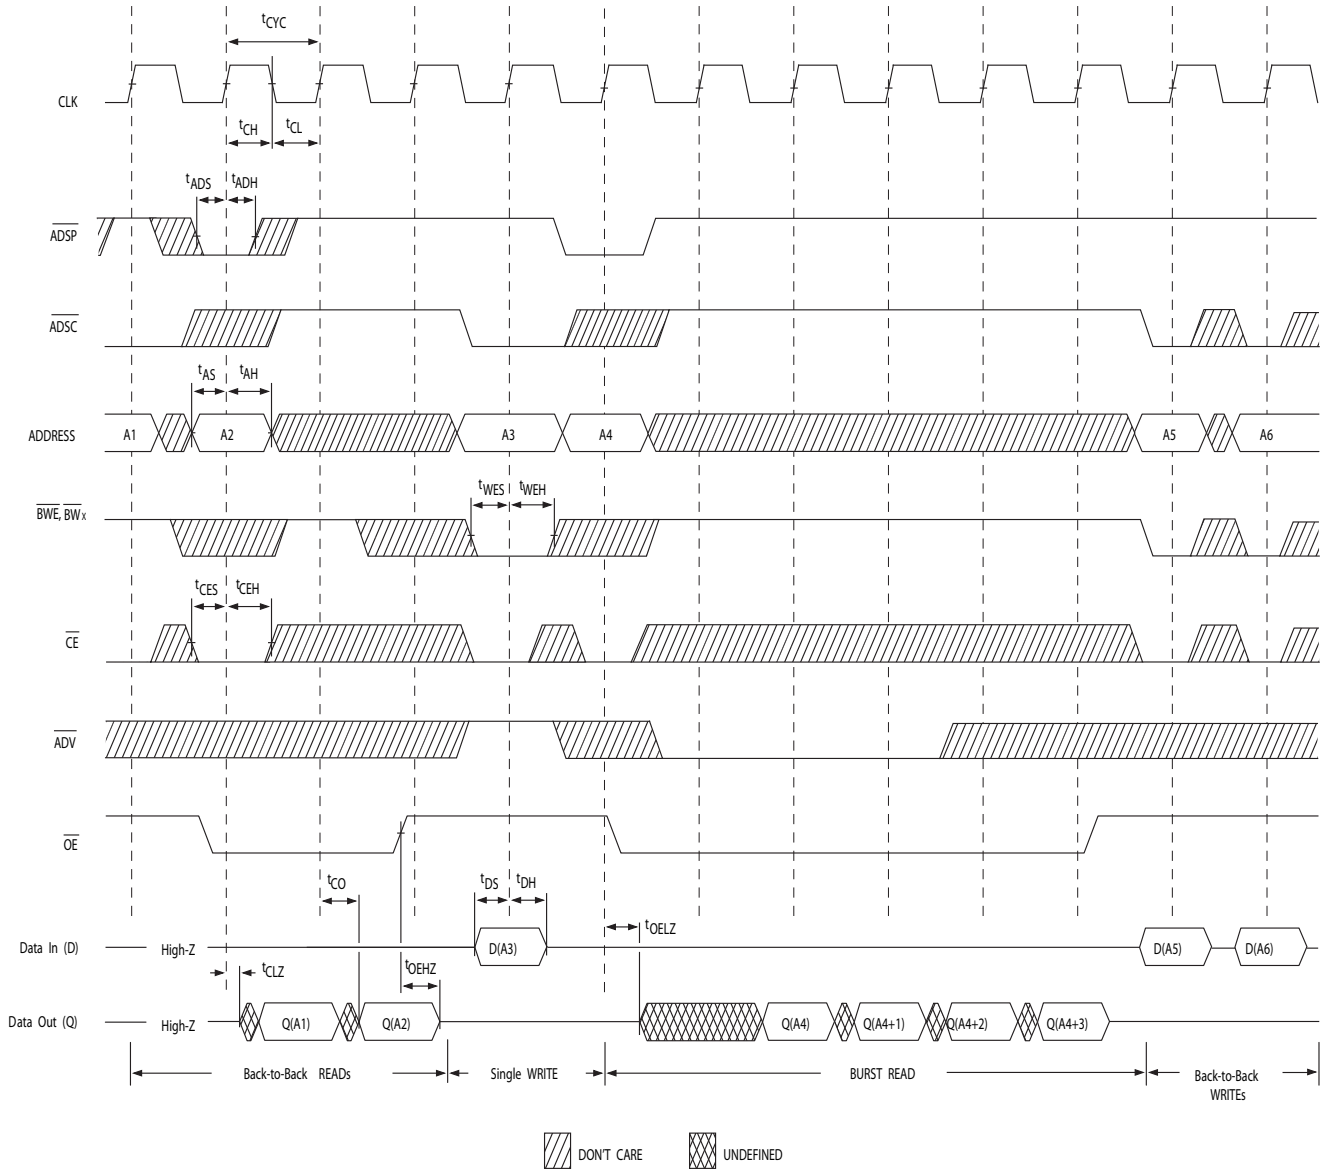 tCYC
CLK
tCH
tCL
tADS
tADH
ADSP
ADSC
tAS
tAH
ADDRESS
A1
A2
A3
A4
A5
A6
tWES
tWEH
BWE, BWx
tCES
tCEH
CE
ADV
OE
tCO
tDS
tDH
tOELZ
Data In (D)
High-Z
D(A3)
D(A5)
D(A6)
tCLZ
tOEHZ
Data Out (Q)
High-Z
Q(A1)
Q(A2)
Q(A4)
Q(A4+1)
Q(A4+2)
Q(A4+3)
Back-to-Back READs
Single WRITE
BURST READ
Back-to-Back
WRITEs
DON'T CARE
UNDEFINED